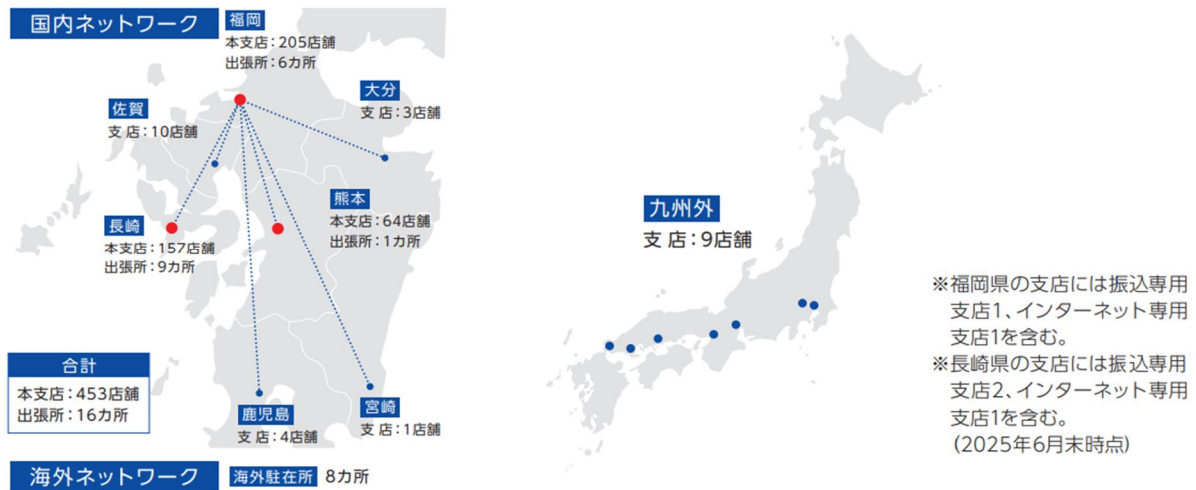 国内ネットワーク
福岡
本支店：205店舗
出張所：6カ所
大分
支 店：3店舗
佐賀
支 店：10店舗
熊本
本支店：64店舗
出張所：1カ所
長崎
本支店：157店舗
出張所：9カ所
合計
本支店：453店舗
出張所：16カ所
鹿児島
支 店：4店舗
宮崎
支 店：1店舗
海外ネットワーク
海外駐在所 8カ所
九州外
支 店：9店舗
※福岡県の支店には振込専用
支店1、インターネット専用
支店1を含む。
※長崎県の支店には振込専用
支店2、インターネット専用
支店1を含む。
(2025年6月末時点)